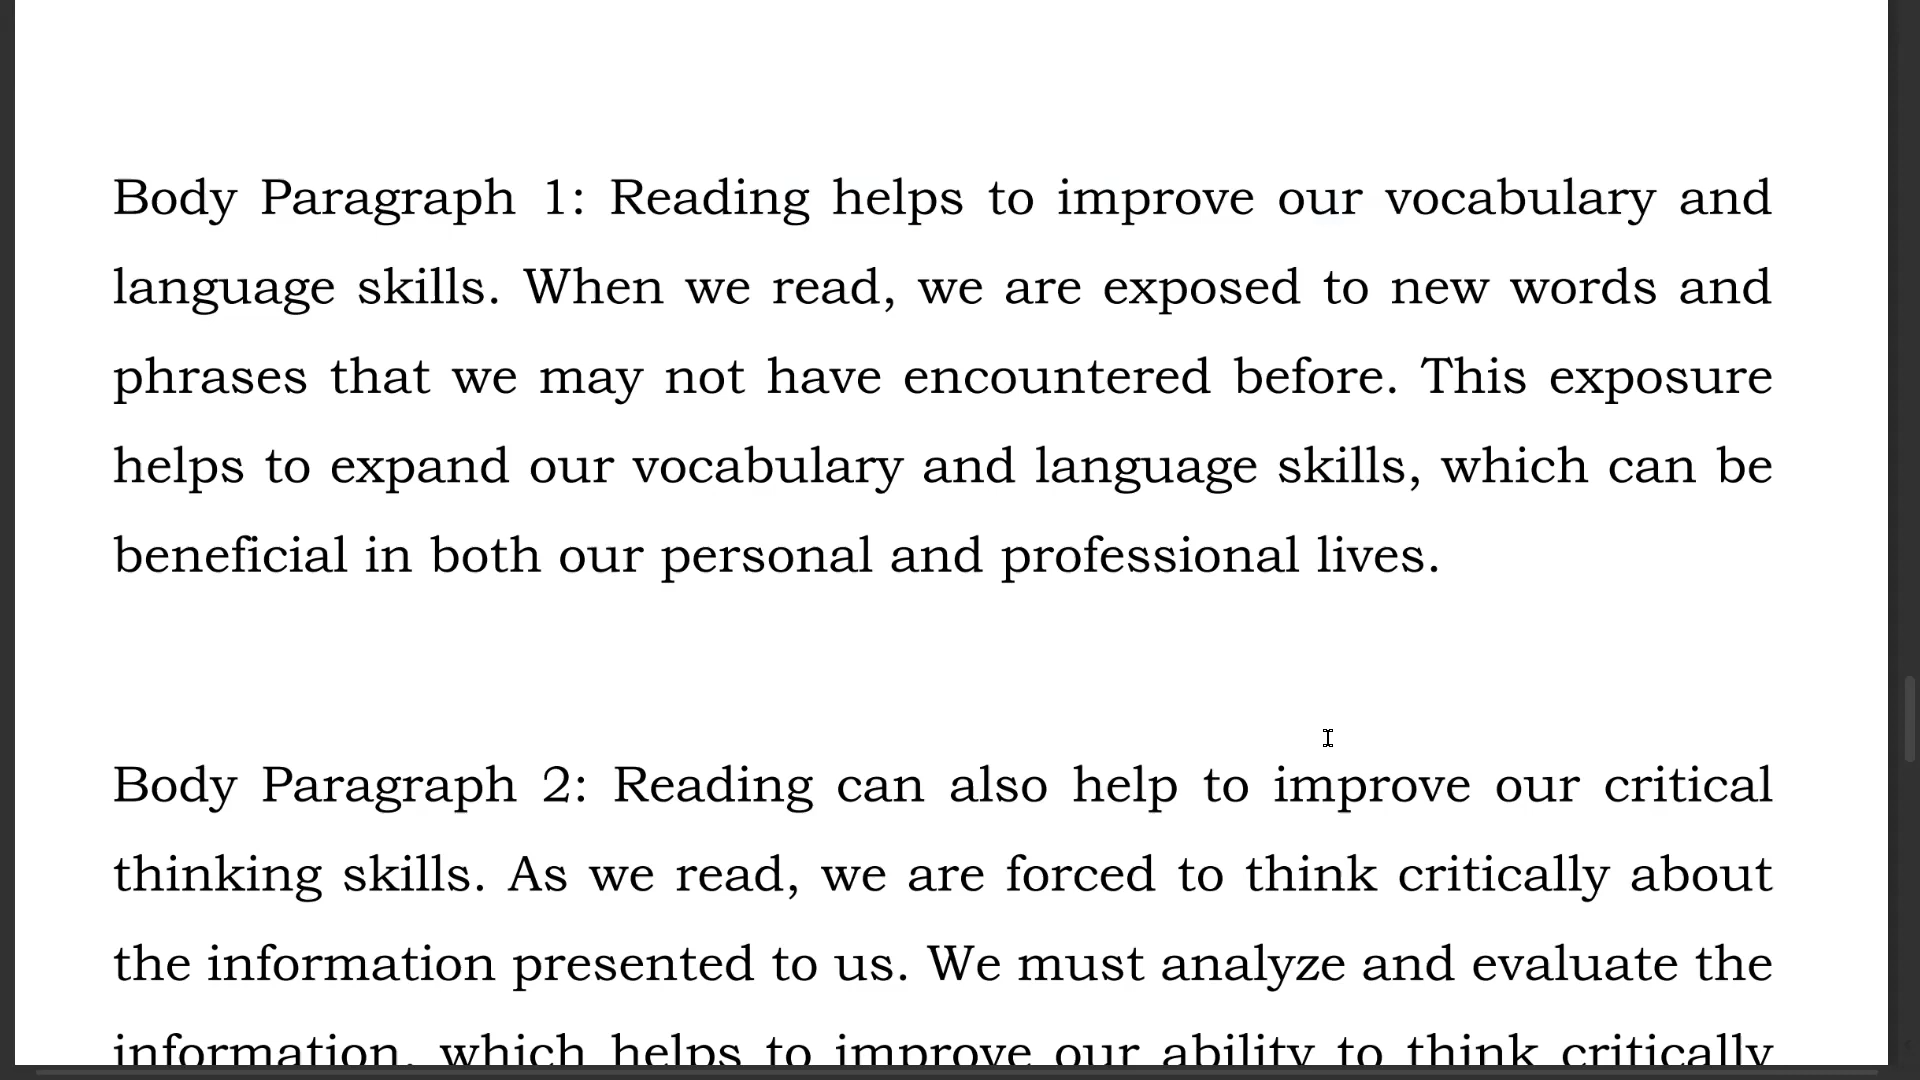 Body Paragraph 1: Reading helps to improve our vocabulary and
language skills. When we read, we are exposed to new words and
phrases that we may not have encountered before. This exposure
helps to expand our vocabulary and language skills, which can be
beneficial in both our personal and professional lives.
Body Paragraph 2: Reading can also help to improve our critical
thinking skills. As we read, we are forced to think critically about
the information presented to us. We must analyze and evaluate the
information, which helps to improve our ability to think critically